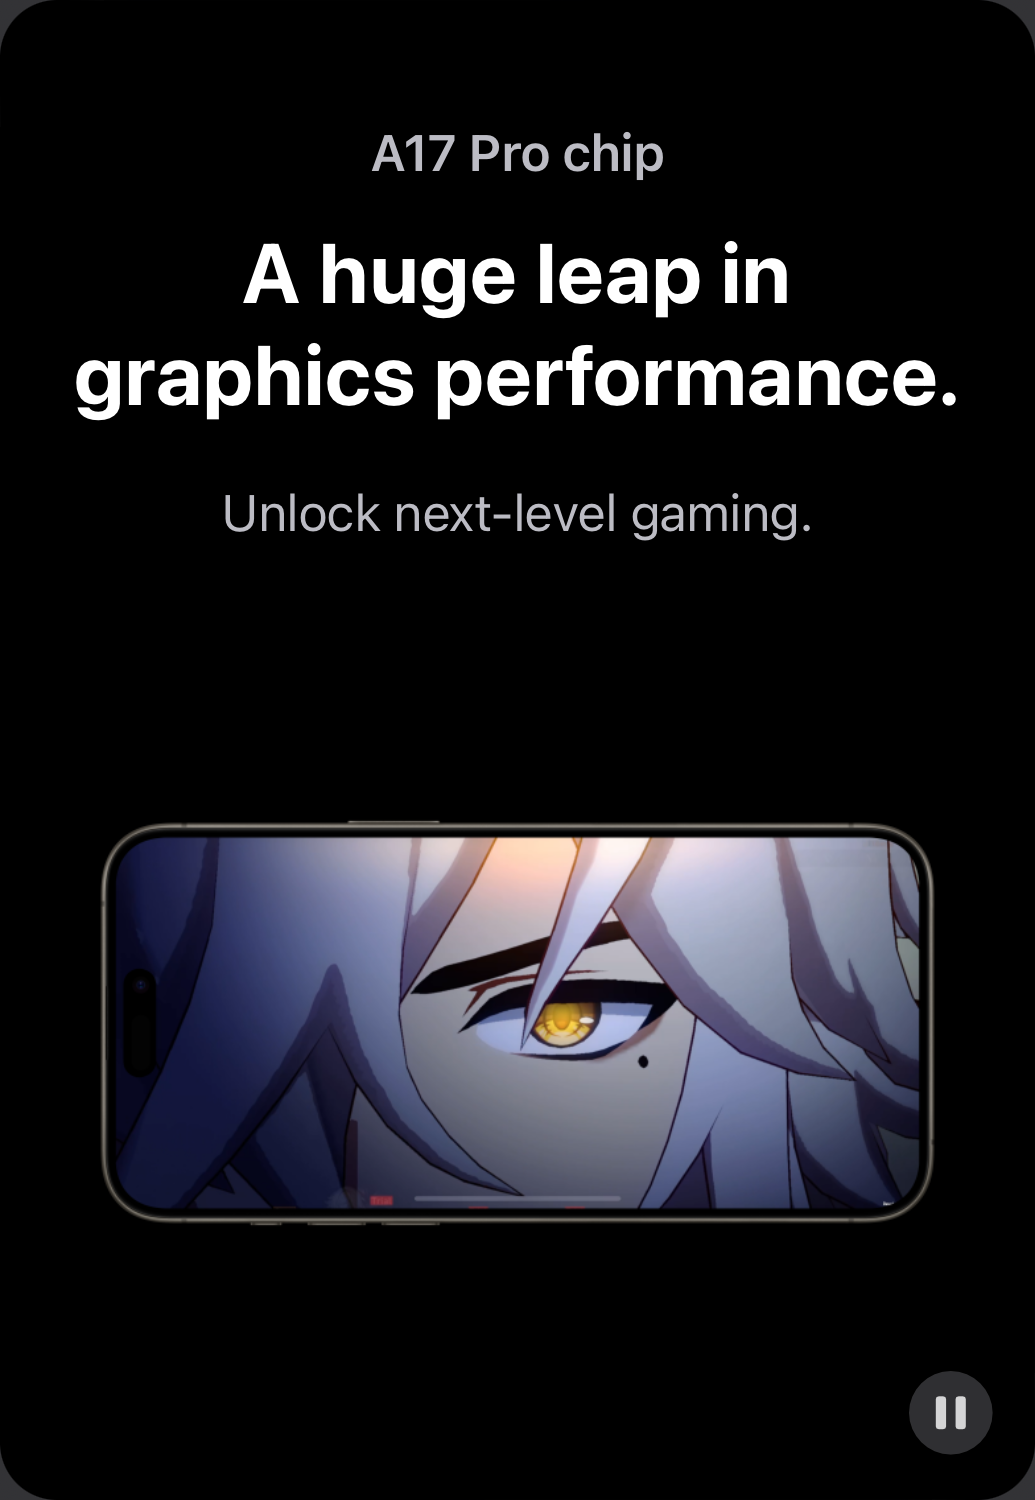 A17 Pro chip
A huge leap in
graphics performance.
Unlock next-level gaming.